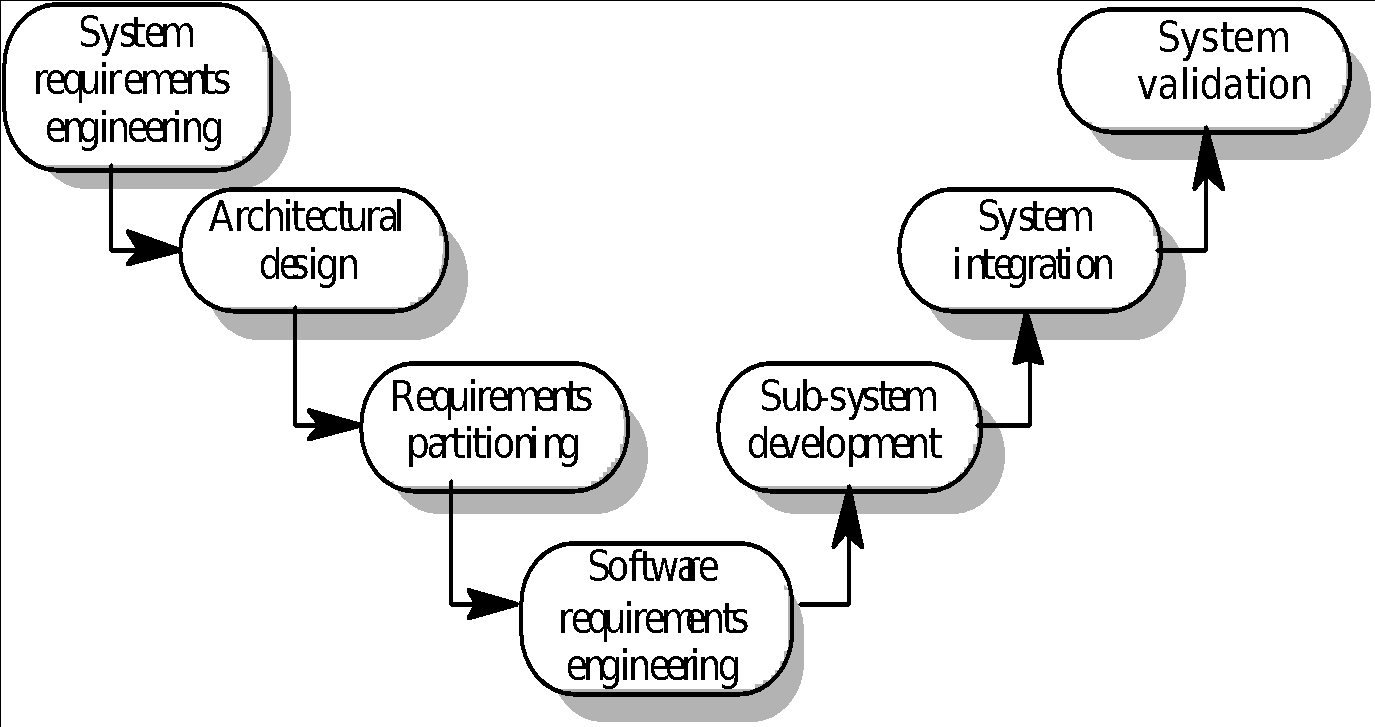 System
requirements
engineering
Architectural
design
Requirements
partitioning
Software
requirements
engineering
Sub-system
development
System
integration
System
validation